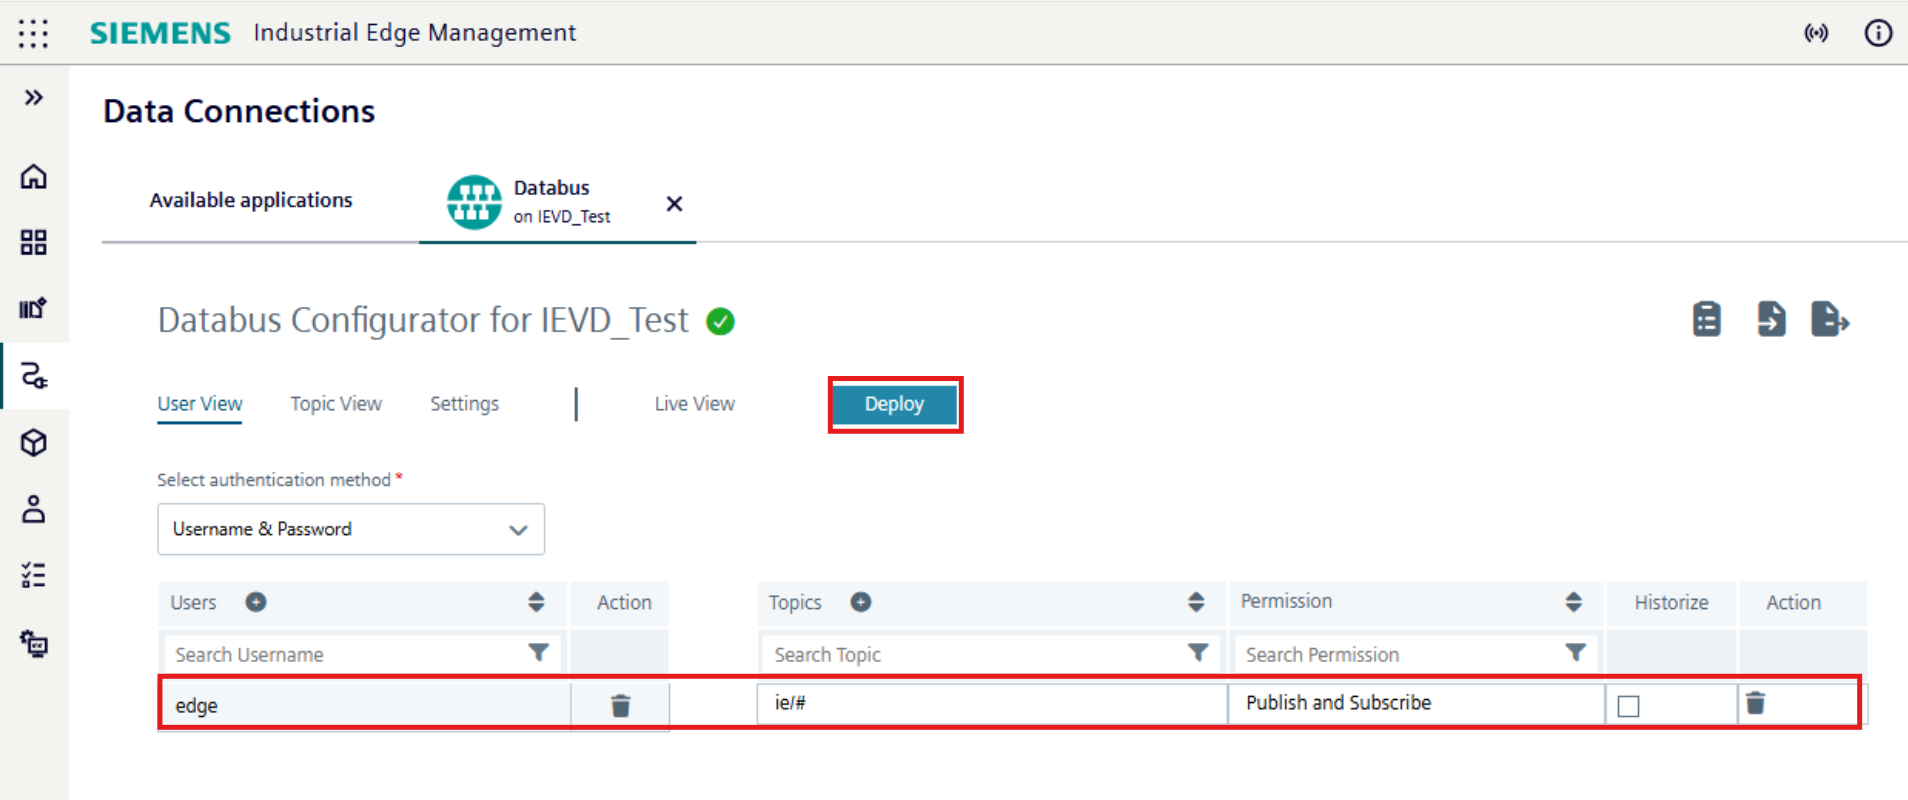 SIEMENS Industrial Edge Management
Data Connections
Available applications
Databus
on IEVD_Test
Databus Configurator for IEVD_Test
User View Topic View Settings Live View Deploy
Select authentication method *
Username & Password
Users Action Topics Permission Historize Action
Search Username Search Topic Search Permission
edge ie/# Publish and Subscribe